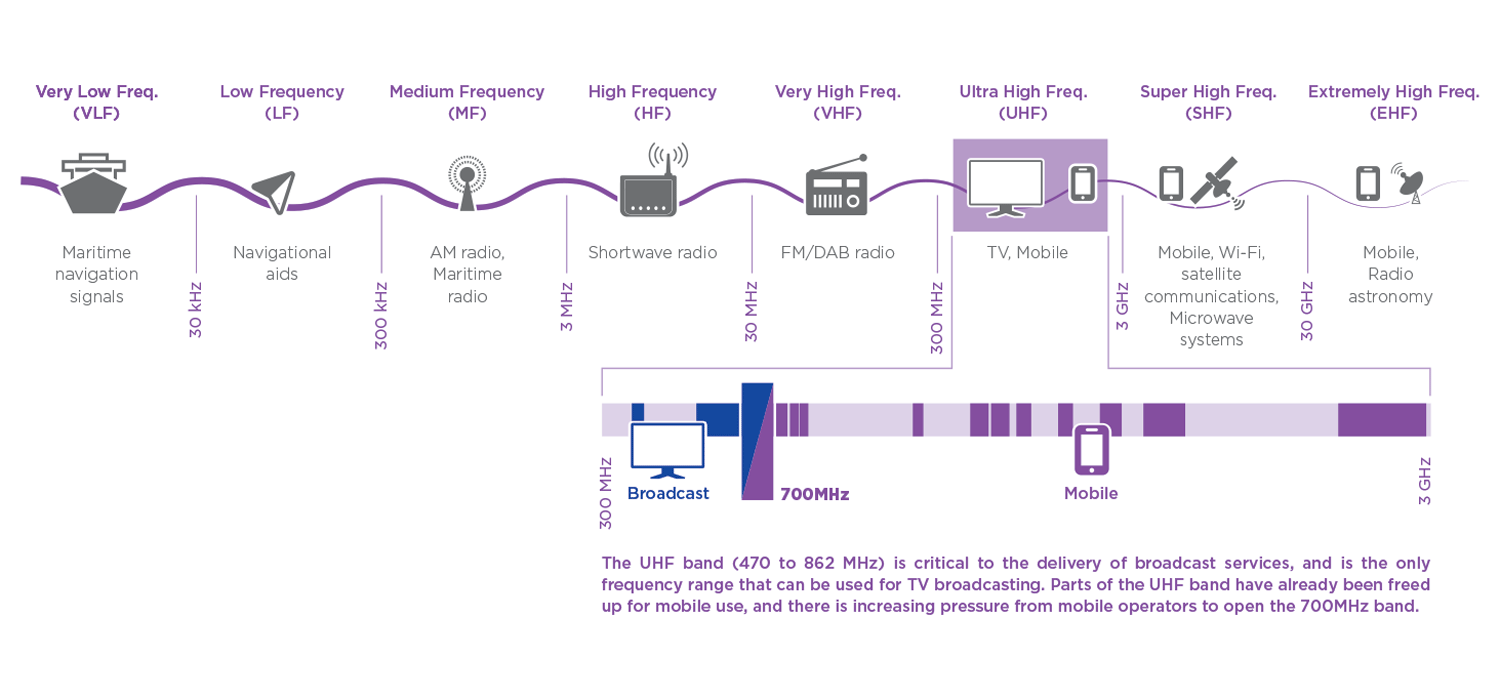 Very Low Freq.
(VLF)
Low Frequency
(LF)
Medium Frequency
(MF)
High Frequency
(HF)
Very High Freq.
(VHF)
Ultra High Freq.
(UHF)
Super High Freq.
(SHF)
Extremely High Freq.
(EHF)
Maritime
navigation
signals
30 kHz
Navigational
aids
300 kHz
AM radio,
Maritime
radio
3 MHz
Shortwave radio
30 MHz
FM/DAB radio
300 MHz
TV, Mobile
3 GHz
Mobile, Wi-Fi,
satellite
communications,
Microwave
systems
30 GHz
Mobile,
Radio
astronomy
300 MHz
Broadcast
700MHz
Mobile
3 GHz
The UHF band (470 to 862 MHz) is critical to the delivery of broadcast services, and is the only
frequency range that can be used for TV broadcasting. Parts of the UHF band have already been freed
up for mobile use, and there is increasing pressure from mobile operators to open the 700MHz band.